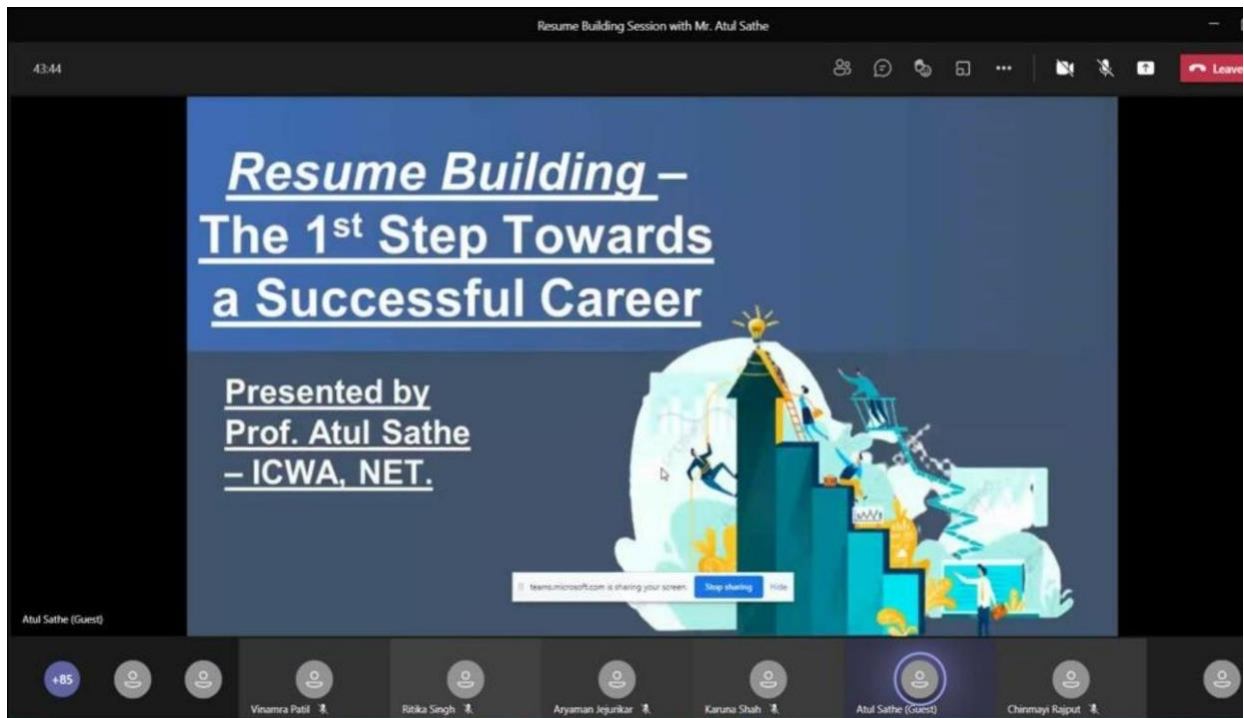 Resume Building Session with Mr. Atul Sathe
43:44
Leave
Resume Building –
The 1st Step Towards
a Successful Career
Presented by
Prof. Atul Sathe
– ICWA, NET.
teams.microsoft.com is sharing your screen.
Stop sharing
Hide
Atul Sathe (Guest)
+85
Vinamra Patil
Ritika Singh
Aryaman Jejurikar
Karuna Shah
Atul Sathe (Guest)
Chinmayi Rajput